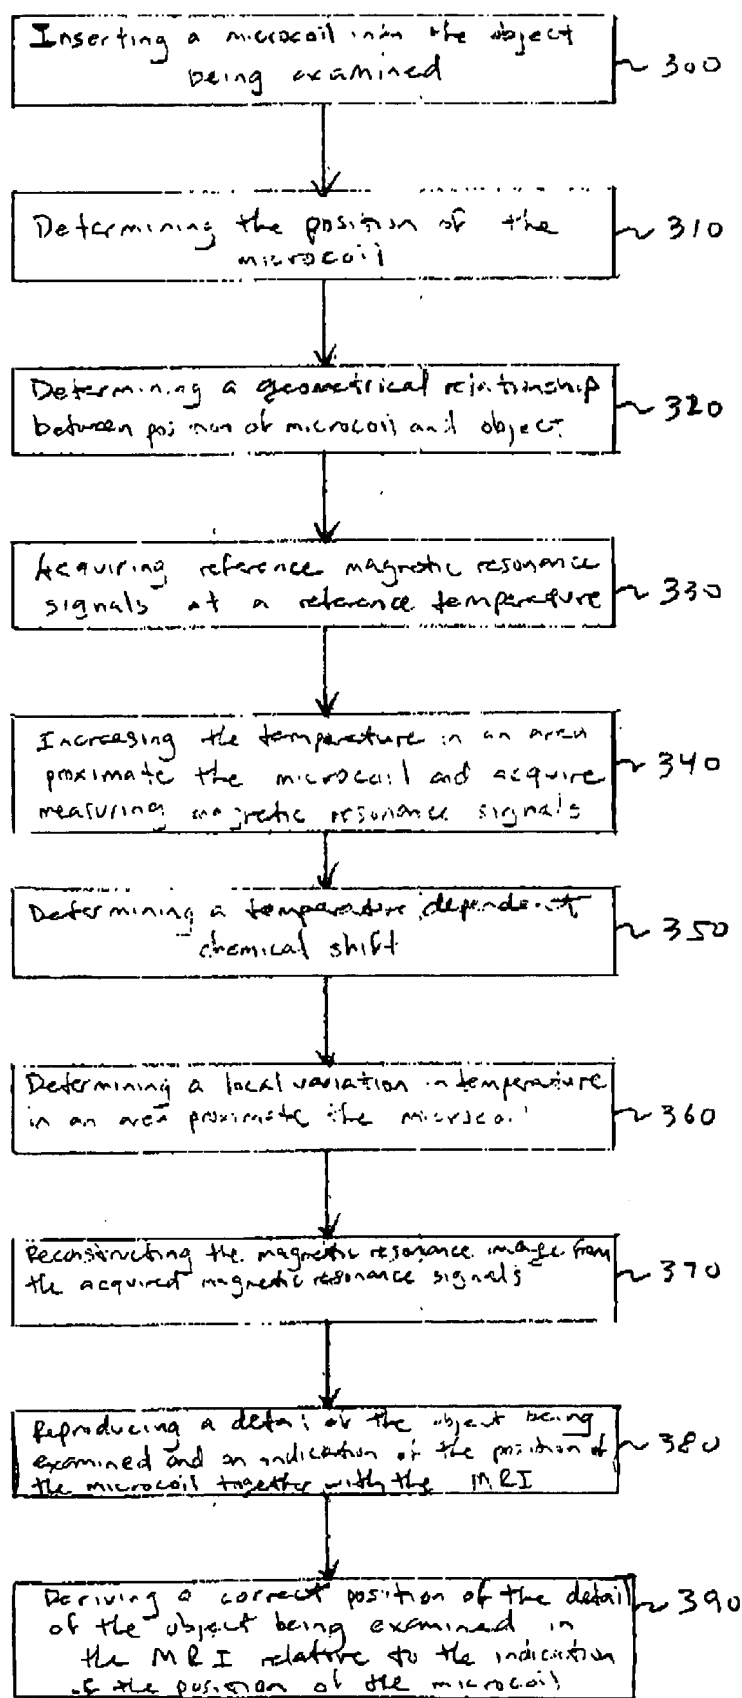 Inserting a microcoil into the object
being examined
300
Determining the position of the
microcoil
310
Determining a geometrical relationship
between position of microcoil and object.
320
Acquiring reference magnetic resonance
signals at a reference temperature
330
Increasing the temperature in an area
proximate the microcoil and acquire
measuring magnetic resonance signals
340
Determining a temperature dependent
chemical shift
350
Determining a local variation in temperature
in an area proximate the microcoil
360
Reconstructing the magnetic resonance image from
the acquired magnetic resonance signals
370
Reproducing a detail of the object being
examined and an indication of the position of
the microcoil together with the MRI
380
Deriving a correct position of the detail
of the object being examined in
the MRI relative to the indication
of the position of the microcoil
390